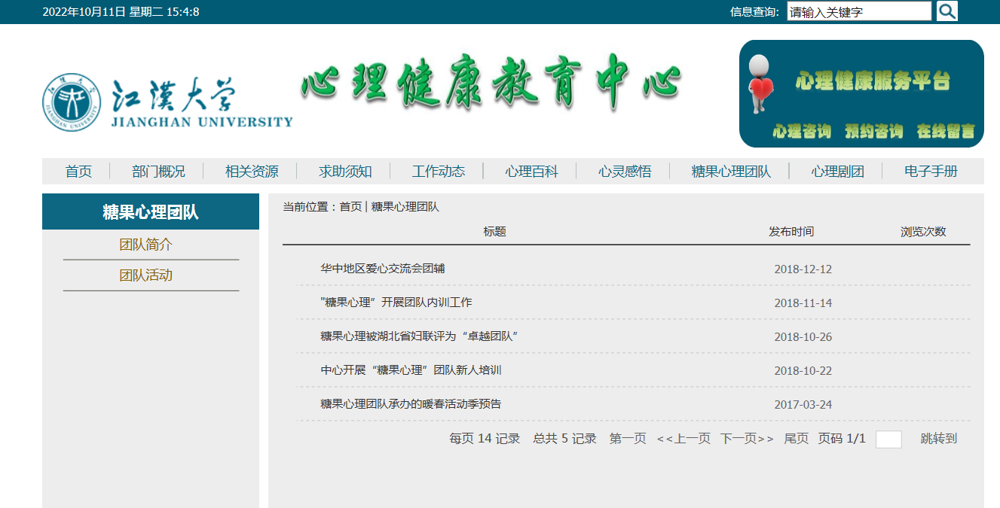 2022年10月11日 星期二 15:4:8 信息查询: 请输入关键字
江漢大学
JIANGHAN UNIVERSITY
心理健康教育中心
心理健康服务平台
心理咨询 预约咨询 在线留言
首页 部门概况 相关资源 求助须知 工作动态 心理百科 心灵感悟 糖果心理团队 心理剧团 电子手册
糖果心理团队
团队简介
团队活动
当前位置：首页 | 糖果心理团队
标题 发布时间 浏览次数
华中地区爱心交流会团辅 2018-12-12
"糖果心理”开展团队内训工作 2018-11-14
糖果心理被湖北省妇联评为“卓越团队” 2018-10-26
中心开展“糖果心理”团队新人培训 2018-10-22
糖果心理团队承办的暖春活动季预告 2017-03-24
每页 14 记录 总共 5 记录 第一页 <<上一页 下一页>> 尾页 页码 1/1 跳转到